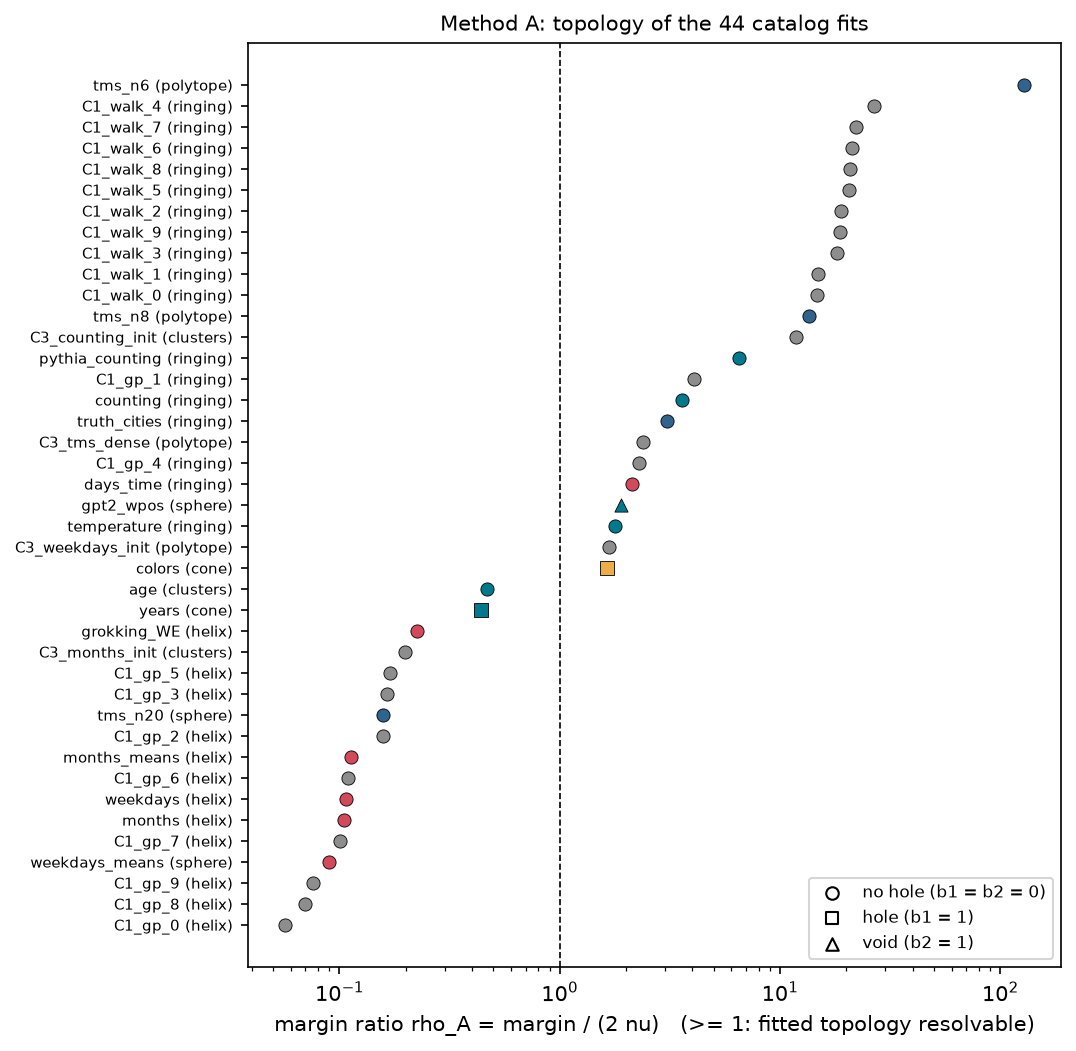 Method A: topology of the 44 catalog fits
tms_n6 (polytope)
C1_walk_4 (ringing)
C1_walk_7 (ringing)
C1_walk_6 (ringing)
C1_walk_8 (ringing)
C1_walk_5 (ringing)
C1_walk_2 (ringing)
C1_walk_9 (ringing)
C1_walk_3 (ringing)
C1_walk_1 (ringing)
C1_walk_0 (ringing)
tms_n8 (polytope)
C3_counting_init (clusters)
pythia_counting (ringing)
C1_gp_1 (ringing)
counting (ringing)
truth_cities (ringing)
C3_tms_dense (polytope)
C1_gp_4 (ringing)
days_time (ringing)
gpt2_wpos (sphere)
temperature (ringing)
C3_weekdays_init (polytope)
colors (cone)
age (clusters)
years (cone)
grokking_WE (helix)
C3_months_init (clusters)
C1_gp_5 (helix)
C1_gp_3 (helix)
tms_n20 (sphere)
C1_gp_2 (helix)
months_means (helix)
C1_gp_6 (helix)
weekdays (helix)
months (helix)
C1_gp_7 (helix)
weekdays_means (sphere)
C1_gp_9 (helix)
C1_gp_8 (helix)
C1_gp_0 (helix)
no hole (b1 = b2 = 0)
hole (b1 = 1)
void (b2 = 1)
10⁻¹ 10⁰ 10¹ 10²
margin ratio rho_A = margin / (2 nu) (>= 1: fitted topology resolvable)